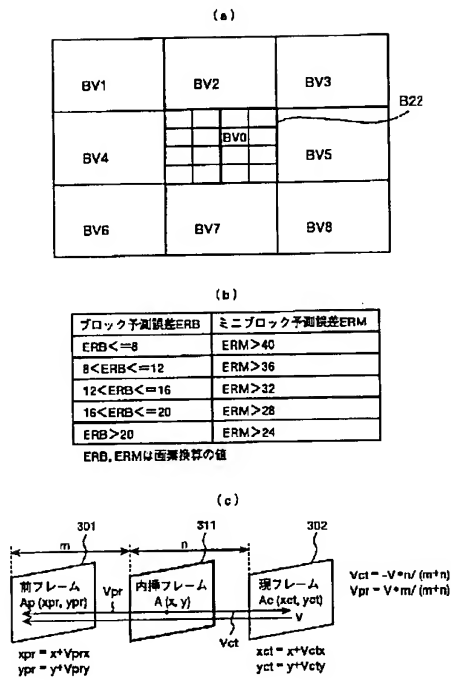 (a)
BV1 BV2 BV3
B22
BV0
BV4 BV5
BV6 BV7 BV8
(b)
ブロック予測誤差ERB ミニブロック予測誤差ERM
ERB<=8 ERM>40
8<ERB<=12 ERM>36
12<ERB<=16 ERM>32
16<ERB<=20 ERM>28
ERB>20 ERM>24
ERB, ERMは画素換算の値
(c)
301 311 302
m n
前フレーム 内挿フレーム 現フレーム
Ap (xpr, ypr) Vpr A (x, y) Ac (xct, yct)
Vct V
Vct = -V*n/ (m+n)
Vpr = V*m/ (m+n)
xpr = x+Vprx xct = x+Vctx
ypr = y+Vpry yct = y+Vcty